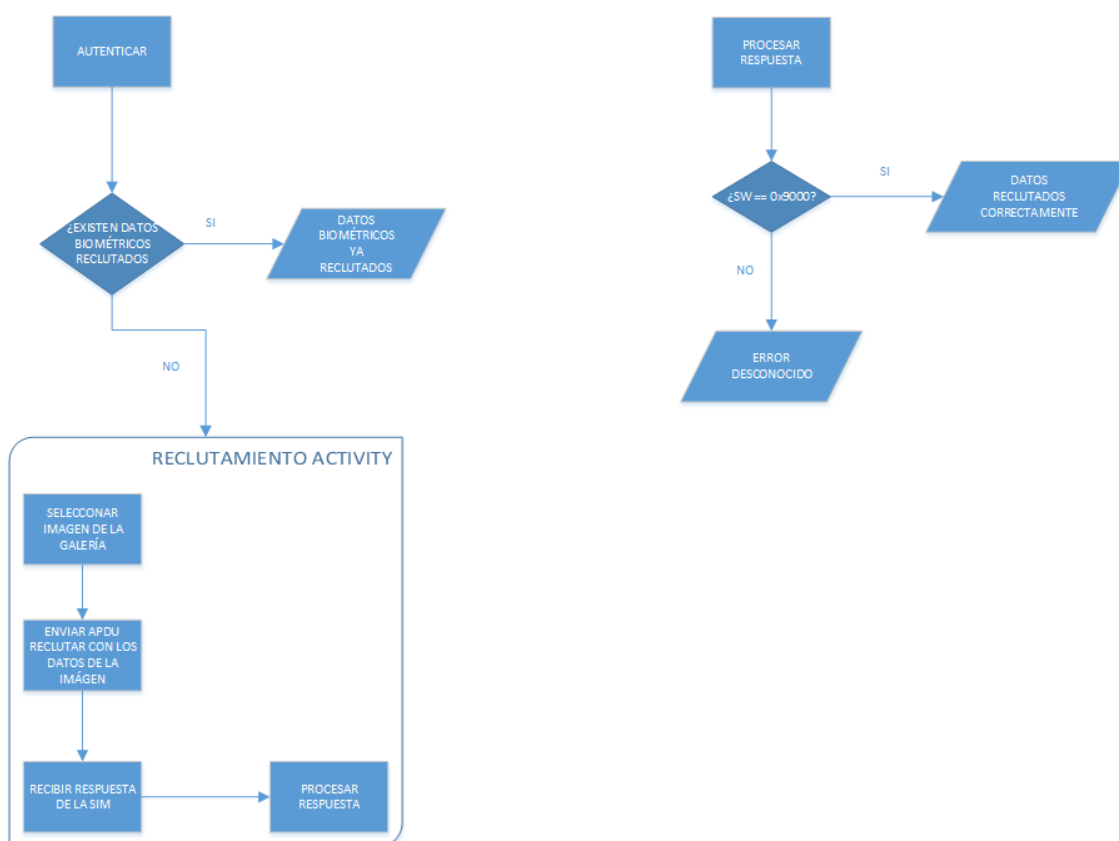 AUTENTICAR
¿EXISTEN DATOS
BIOMÉTRICOS
RECLUTADOS
SI
DATOS
BIOMÉTRICOS
YA
RECLUTADOS
NO
RECLUTAMIENTO ACTIVITY
SELECCONAR
IMAGEN DE LA
GALERÍA
ENVIAR APDU
RECLUTAR CON LOS
DATOS DE LA
IMÁGEN
RECIBIR RESPUESTA
DE LA SIM
PROCESAR
RESPUESTA
PROCESAR
RESPUESTA
¿SW == 0x9000?
SI
DATOS
RECLUTADOS
CORRECTAMENTE
NO
ERROR
DESCONOCIDO